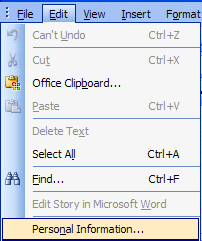 File Edit View Insert Format
Can't Undo Ctrl+Z
Cut Ctrl+X
Office Clipboard...
Paste Ctrl+V
Delete Text
Select All Ctrl+A
Find... Ctrl+F
Edit Story in Microsoft Word
Personal Information...